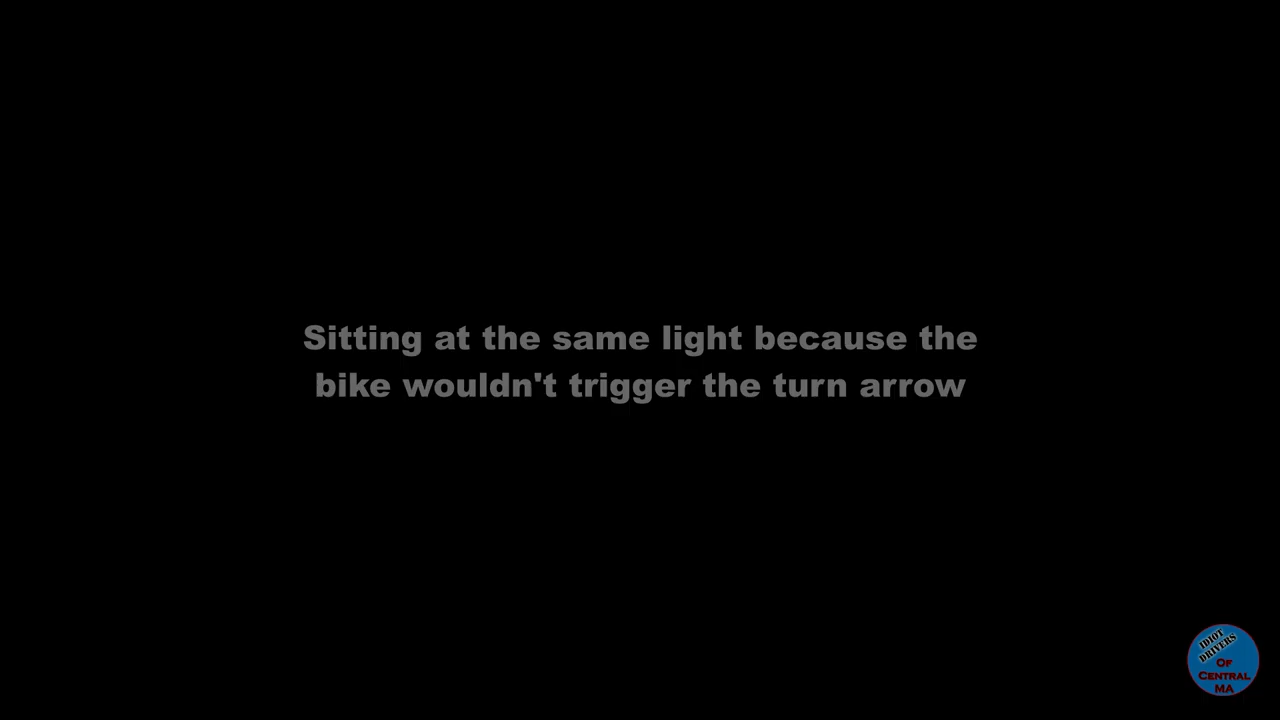 Sitting at the same light because the
bike wouldn't trigger the turn arrow
IDIOT
DRIVERS
OF
CENTRAL
MA